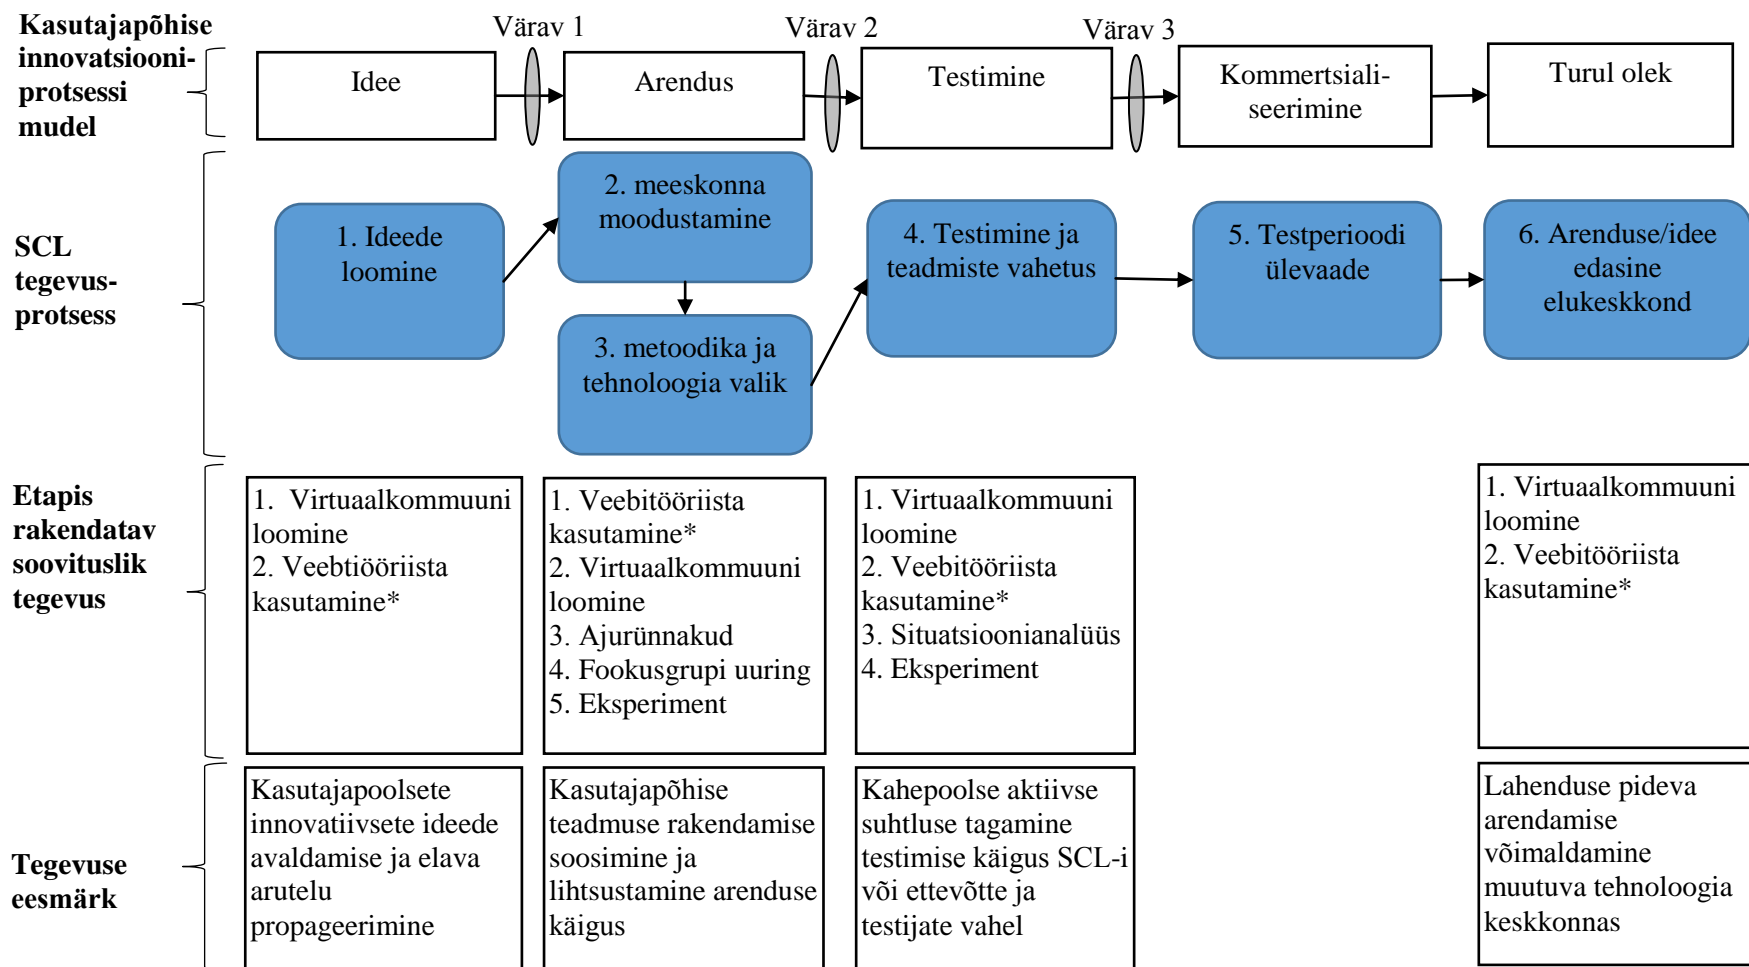 Kasutajapõhise
innovatsiooni-
protsessi
mudel
Värav 1
Värav 2
Värav 3
Idee
Arendus
Testimine
Kommertsiali-
seerimine
Turul olek
SCL
tegevus-
protsess
1. Ideede
loomine
2. meeskonna
moodustamine
3. metoodika ja
tehnoloogia valik
4. Testimine ja
teadmiste vahetus
5. Testperioodi
ülevaade
6. Arenduse/idee
edasine
elukeskkond
Etapis
rakendatav
soovituslik
tegevus
1. Virtuaalkommuuni
loomine
2. Veebtiööriista
kasutamine*
1. Veebitööriista
kasutamine*
2. Virtuaalkommuuni
loomine
3. Ajurünnakud
4. Fookusgrupi uuring
5. Eksperiment
1. Virtuaalkommuuni
loomine
2. Veebitööriista
kasutamine*
3. Situatsioonianalüüs
4. Eksperiment
1. Virtuaalkommuuni
loomine
2. Veebitööriista
kasutamine*
Tegevuse
eesmärk
Kasutajapoolsete
innovatiivsete ideede
avaldamise ja elava
arutelu
propageerimine
Kasutajapõhise
teadmuse rakendamise
soosimine ja
lihtsustamine arenduse
käigus
Kahepoolse aktiivse
suhtluse tagamine
testimise käigus SCL-i
või ettevõtte ja
testijate vahel
Lahenduse pideva
arendamise
võimaldamine
muutuva tehnoloogia
keskkonnas